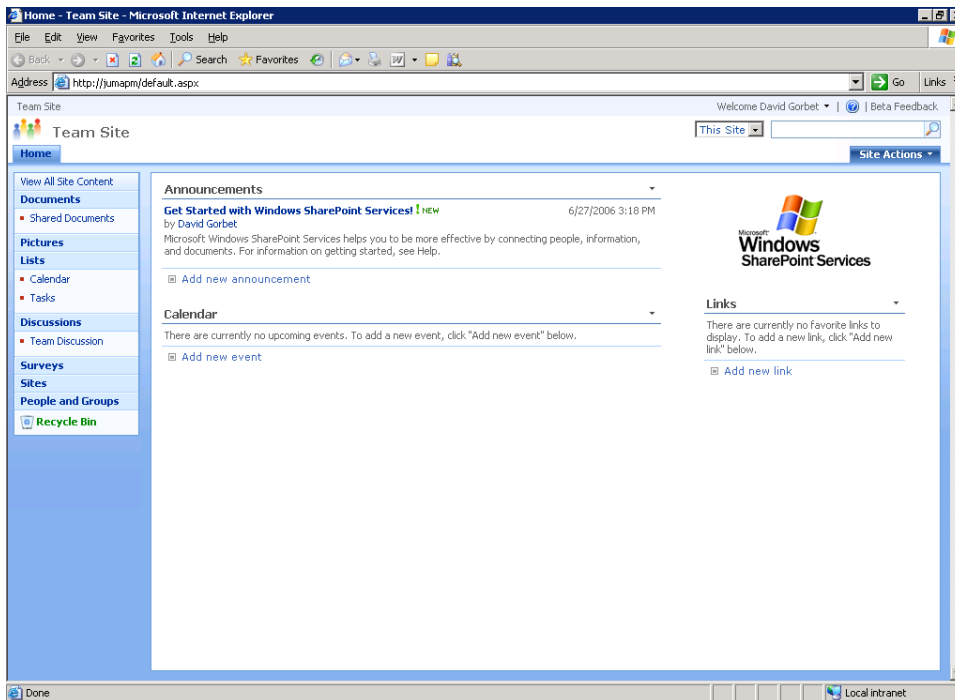 Home - Team Site - Microsoft Internet Explorer
File Edit View Favorites Tools Help
Back Search Favorites
Address http://jumapm/default.aspx Go Links
Team Site Welcome David Gorbet | Beta Feedback
Team Site This Site
Home Site Actions
View All Site Content
Documents
Shared Documents
Pictures
Lists
Calendar
Tasks
Discussions
Team Discussion
Surveys
Sites
People and Groups
Recycle Bin
Announcements
Get Started with Windows SharePoint Services! ! NEW 6/27/2006 3:18 PM
by David Gorbet
Microsoft Windows SharePoint Services helps you to be more effective by connecting people, information,
and documents. For information on getting started, see Help.
Add new announcement
Calendar
There are currently no upcoming events. To add a new event, click "Add new event" below.
Add new event
Microsoft
Windows
SharePoint Services
Links
There are currently no favorite links to
display. To add a new link, click "Add new
link" below.
Add new link
Done Local intranet